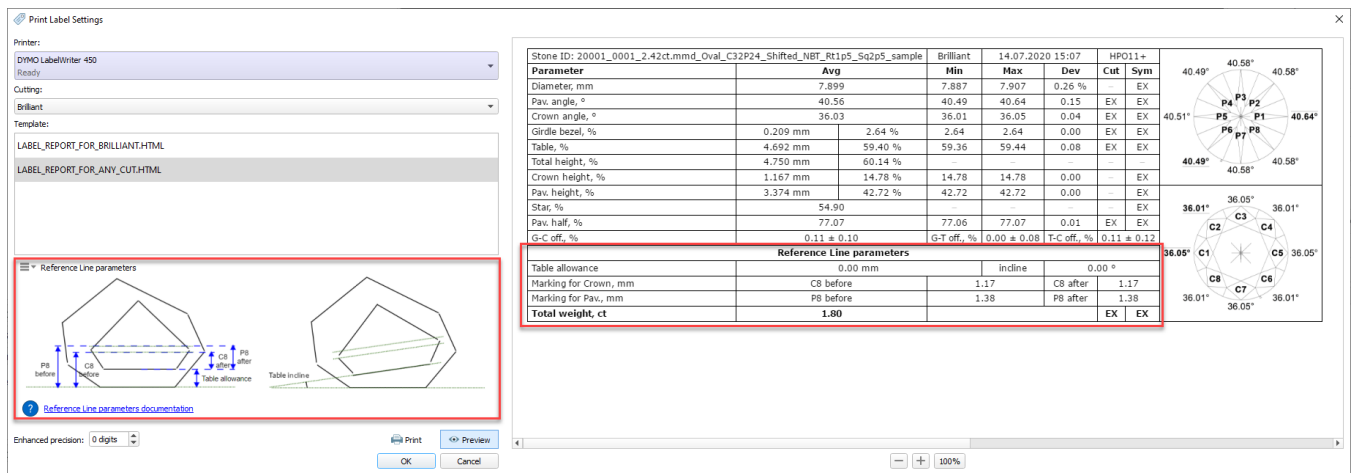 Print Label Settings
Printer:
DYMO LabelWriter 450
Ready
Cutting:
Brilliant
Template:
LABEL_REPORT_FOR_BRILLIANT.HTML
LABEL_REPORT_FOR_ANY_CUT.HTML
Reference Line parameters
P8 before
C8 before
C8 after
P8 after
Table allowance
Table incline
? Reference Line parameters documentation
Enhanced precision: 0 digits
Print Preview
OK Cancel
Stone ID: 20001_0001_2.42ct.mmd_Oval_C32P24_Shifted_NBT_Rt1p5_Sq2p5_sample Brilliant 14.07.2020 15:07 HPO11+
Parameter Avg Min Max Dev Cut Sym
Diameter, mm 7.899 7.887 7.907 0.26 % – EX
Pav. angle, ° 40.56 40.49 40.64 0.15 EX EX
Crown angle, ° 36.03 36.01 36.05 0.04 EX EX
Girdle bezel, % 0.209 mm 2.64 % 2.64 2.64 0.00 EX EX
Table, % 4.692 mm 59.40 % 59.36 59.44 0.08 EX EX
Total height, % 4.750 mm 60.14 % – – – – EX
Crown height, % 1.167 mm 14.78 % 14.78 14.78 0.00 – EX
Pav. height, % 3.374 mm 42.72 % 42.72 42.72 0.00 – EX
Star, % 54.90 – – – – EX
Pav. half, % 77.07 77.06 77.07 0.01 EX EX
G-C off., % 0.11 ± 0.10 G-T off., % 0.00 ± 0.08 T-C off., % 0.11 ± 0.12
Reference Line parameters
Table allowance 0.00 mm incline 0.00 °
Marking for Crown, mm C8 before 1.17 C8 after 1.17
Marking for Pav., mm P8 before 1.38 P8 after 1.38
Total weight, ct 1.80 EX EX
40.58°
40.49° 40.58°
P3
P4 P2
40.51° P5 P1 40.64°
P6 P8
P7
40.49° 40.58°
40.58°
36.05°
36.01° 36.01°
C3
C2 C4
36.05° C1 C5 36.05°
C8 C6
C7
36.01° 36.01°
36.05°
100%